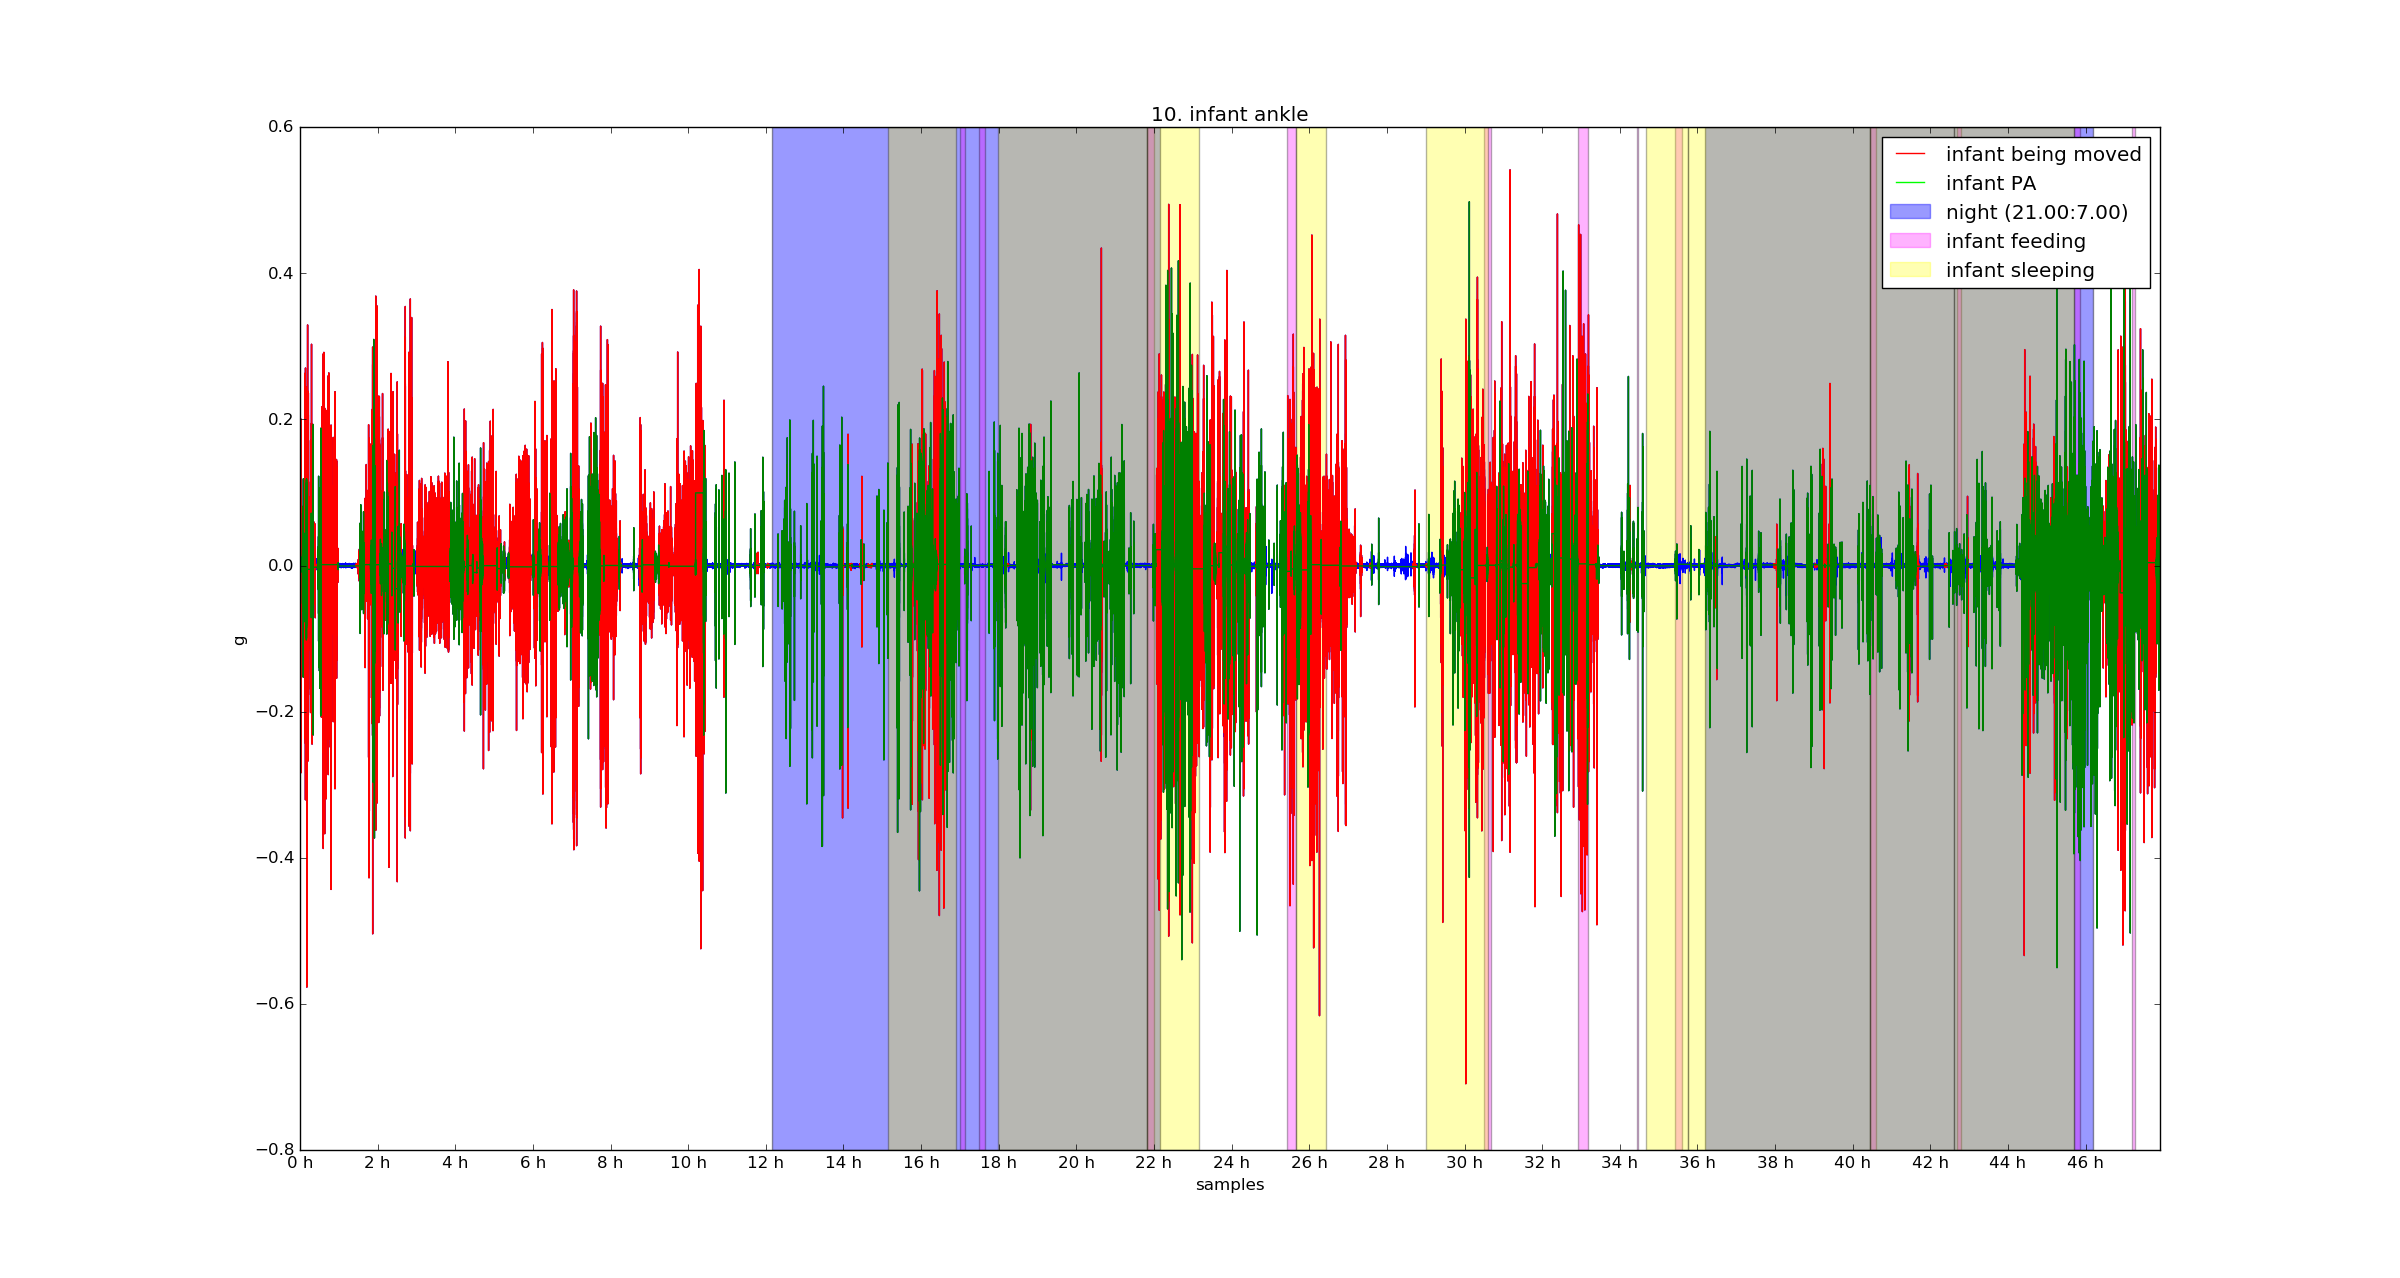 10. infant ankle
0.6
0.4
0.2
0.0
−0.2
−0.4
−0.6
−0.8
g
infant being moved
infant PA
night (21.00:7.00)
infant feeding
infant sleeping
0 h 2 h 4 h 6 h 8 h 10 h 12 h 14 h 16 h 18 h 20 h 22 h 24 h 26 h 28 h 30 h 32 h 34 h 36 h 38 h 40 h 42 h 44 h 46 h
samples